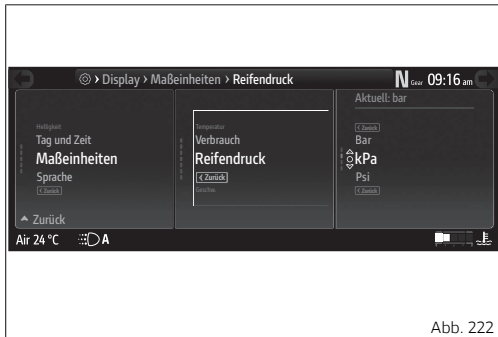 Display › Maßeinheiten › Reifendruck
N Gear 09:16 am
Helligkeit
Tag und Zeit
Maßeinheiten
Sprache
< Zurück
Zurück
Temperatur
Verbrauch
Reifendruck
< Zurück
Geschw.
Aktuell: bar
< Zurück
Bar
kPa
Psi
< Zurück
Air 24 °C
A
Abb. 222